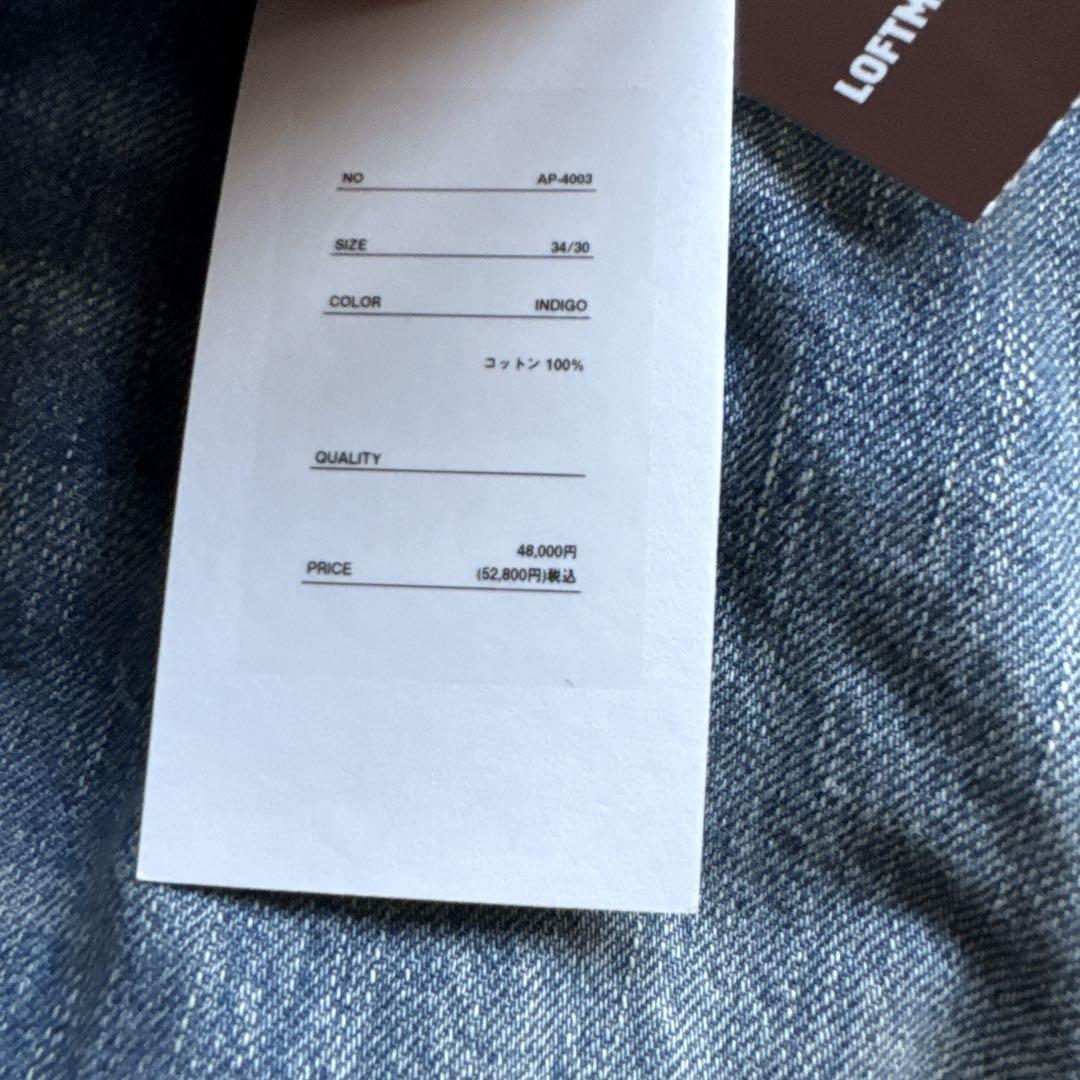 LOFTM
NO AP-4003
SIZE 34/30
COLOR INDIGO
コットン 100%
QUALITY
48,000円
PRICE (52,800円)税込